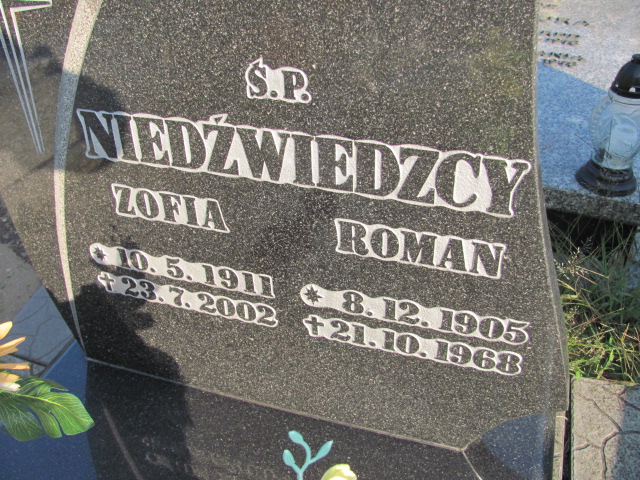 Ś.P.
NIEDŹWIEDZCY
ZOFIA
* 10. 5. 1911
✝ 23. 7. 2002
ROMAN
* 8. 12. 1905
✝ 21. 10. 1968